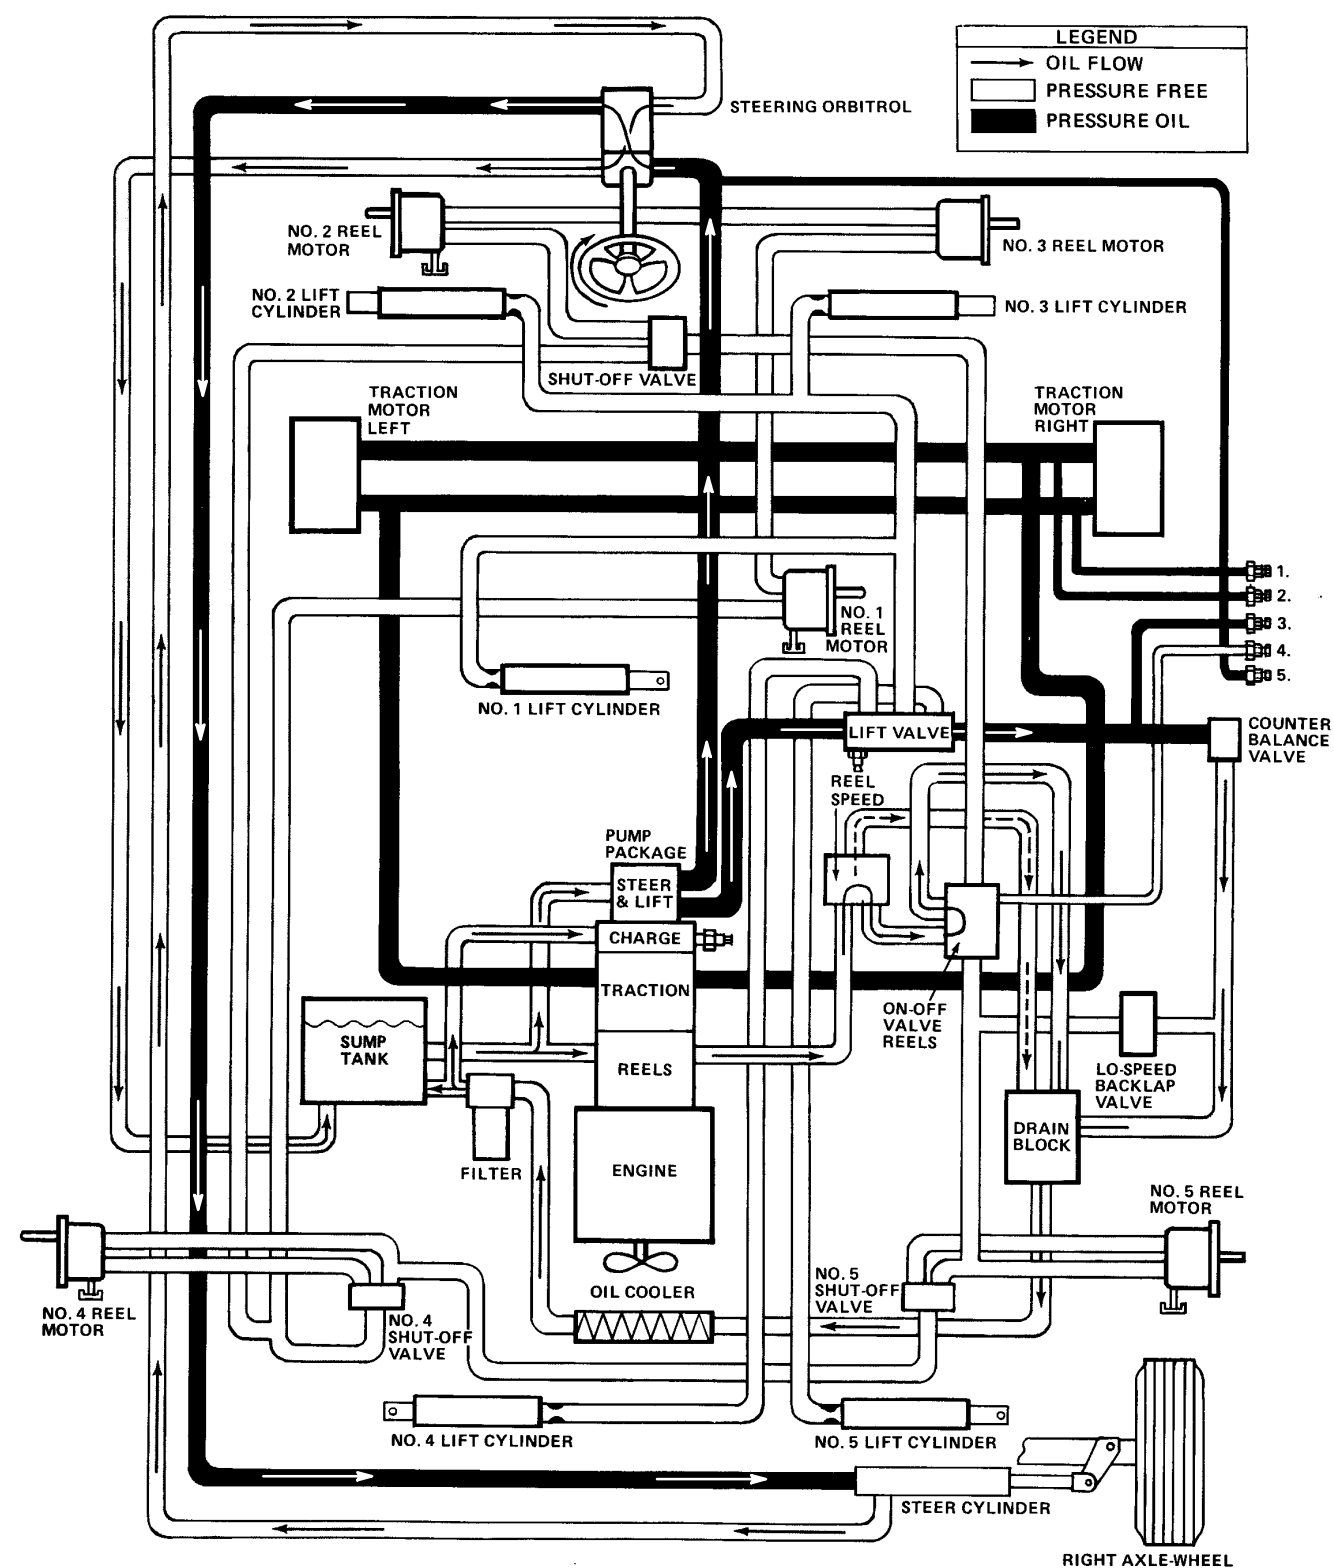 LEGEND
OIL FLOW
PRESSURE FREE
PRESSURE OIL
STEERING ORBITROL
NO. 2 REEL
MOTOR
NO. 3 REEL MOTOR
NO. 2 LIFT
CYLINDER
NO. 3 LIFT CYLINDER
SHUT-OFF VALVE
TRACTION
MOTOR
LEFT
TRACTION
MOTOR
RIGHT
1.
2.
3.
4.
5.
NO. 1
REEL
MOTOR
NO. 1 LIFT CYLINDER
LIFT VALVE
COUNTER
BALANCE
VALVE
REEL
SPEED
PUMP
PACKAGE
STEER
& LIFT
CHARGE
TRACTION
REELS
ENGINE
SUMP
TANK
FILTER
ON-OFF
VALVE
REELS
LO-SPEED
BACKLAP
VALVE
DRAIN
BLOCK
NO. 5 REEL
MOTOR
NO. 5
SHUT-OFF
VALVE
OIL COOLER
NO. 4 REEL
MOTOR
NO. 4
SHUT-OFF
VALVE
NO. 4 LIFT CYLINDER
NO. 5 LIFT CYLINDER
STEER CYLINDER
RIGHT AXLE-WHEEL